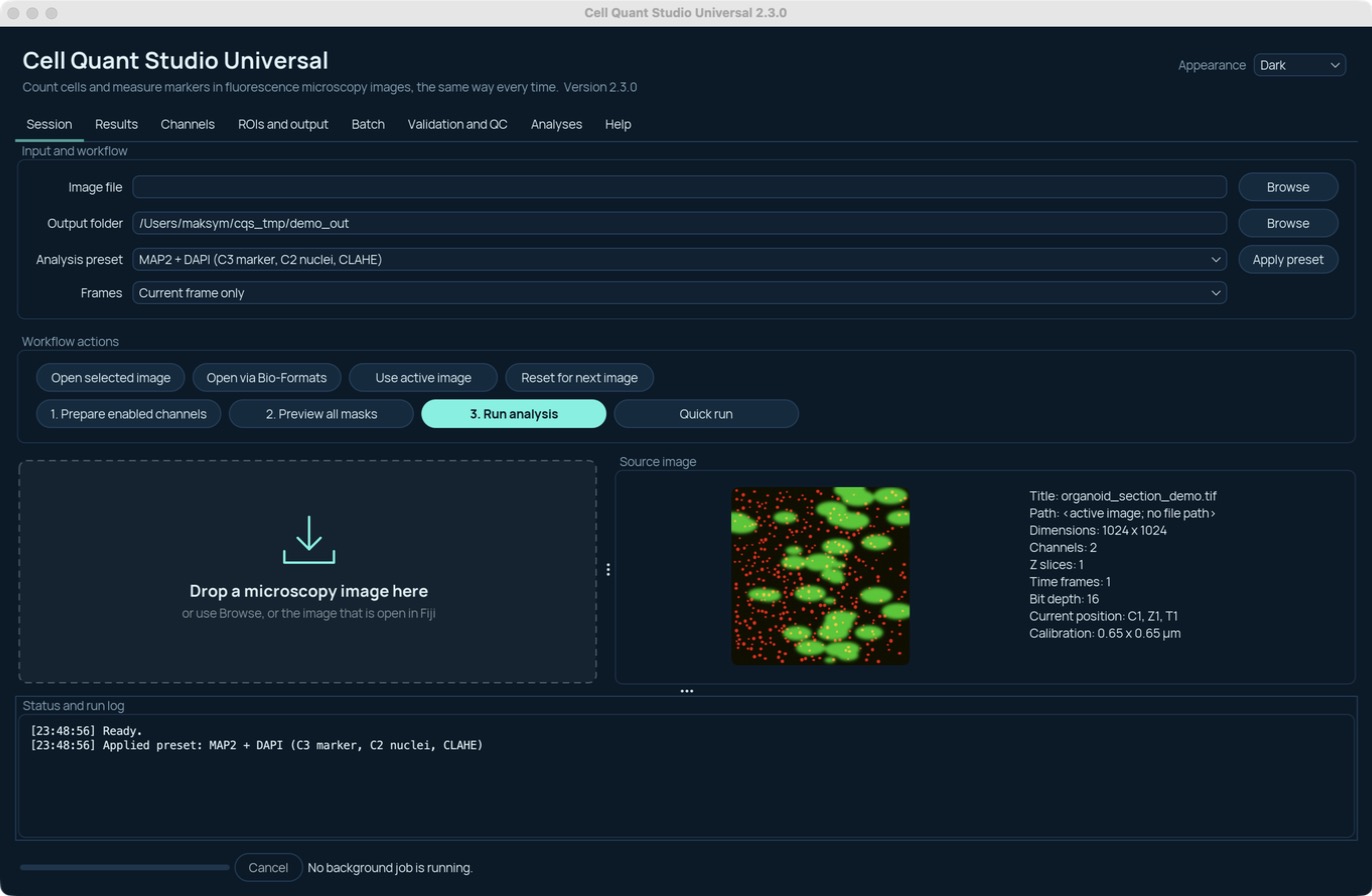 Cell Quant Studio Universal 2.3.0
Cell Quant Studio Universal
Count cells and measure markers in fluorescence microscopy images, the same way every time. Version 2.3.0
Appearance Dark
Session Results Channels ROIs and output Batch Validation and QC Analyses Help
Input and workflow
Image file Browse
Output folder /Users/maksym/cqs_tmp/demo_out Browse
Analysis preset MAP2 + DAPI (C3 marker, C2 nuclei, CLAHE) Apply preset
Frames Current frame only
Workflow actions
Open selected image Open via Bio-Formats Use active image Reset for next image
1. Prepare enabled channels 2. Preview all masks 3. Run analysis Quick run
Drop a microscopy image here
or use Browse, or the image that is open in Fiji
Source image
Title: organoid_section_demo.tif
Path: <active image; no file path>
Dimensions: 1024 x 1024
Channels: 2
Z slices: 1
Time frames: 1
Bit depth: 16
Current position: C1, Z1, T1
Calibration: 0.65 x 0.65 µm
Status and run log
[23:48:56] Ready.
[23:48:56] Applied preset: MAP2 + DAPI (C3 marker, C2 nuclei, CLAHE)
Cancel No background job is running.